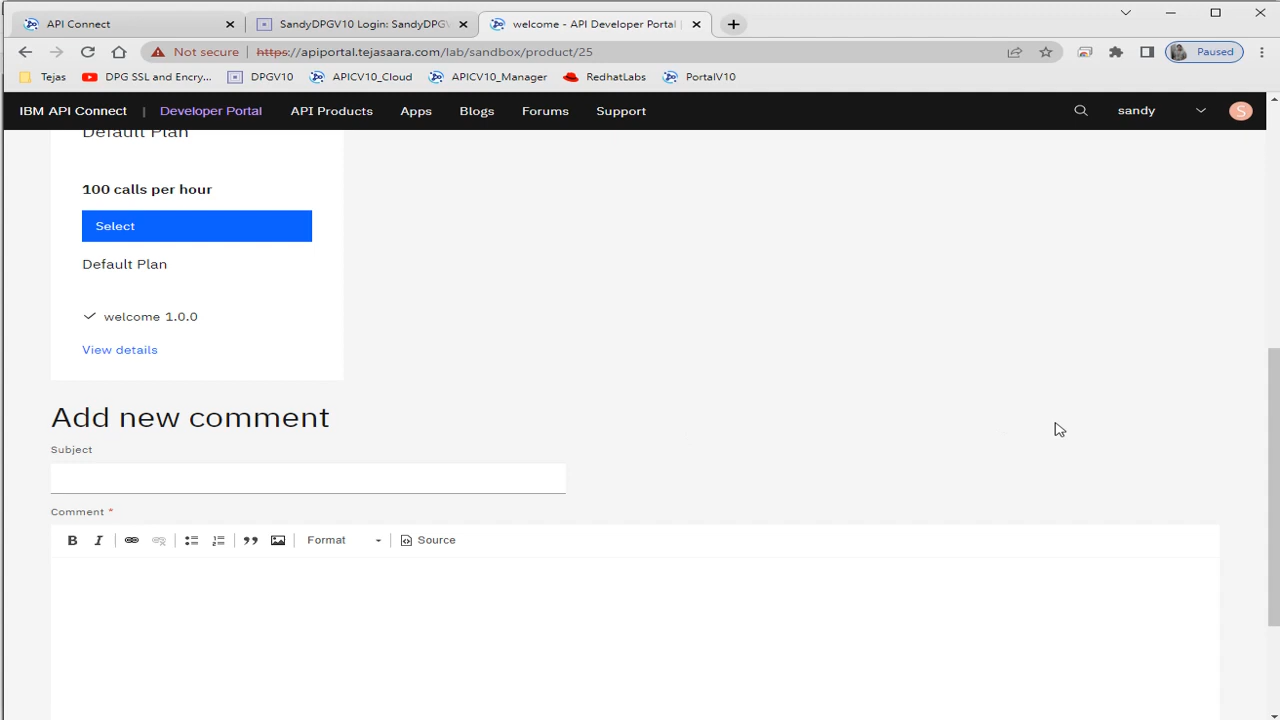 API Connect
SandyDPGV10 Login: SandyDPGV
welcome - API Developer Portal
Not secure
https://apiportal.tejasaara.com/lab/sandbox/product/25
Paused
Tejas
DPG SSL and Encry...
DPGV10
APICV10_Cloud
APICV10_Manager
RedhatLabs
PortalV10
IBM API Connect | Developer Portal API Products Apps Blogs Forums Support sandy S
Default Plan
100 calls per hour
Select
Default Plan
welcome 1.0.0
View details
Add new comment
Subject
Comment *
B I Format Source